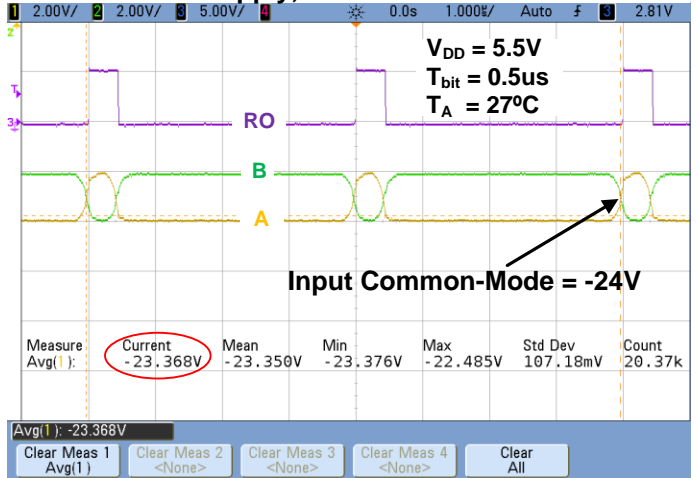 1 2.00V/ 2 2.00V/ 3 5.00V/ 4 0.0s 1.000µ/ Auto 3 2.81V
2
VDD = 5.5V
Tbit = 0.5us
TA = 27ºC
T
3
RO
B
A
Input Common-Mode = -24V
Measure Current Mean Min Max Std Dev Count
Avg(1): -23.368V -23.350V -23.376V -22.485V 107.18mV 20.37k
Avg(1): -23.368V
Clear Meas 1 Clear Meas 2 Clear Meas 3 Clear Meas 4 Clear
Avg(1) <None> <None> <None> All